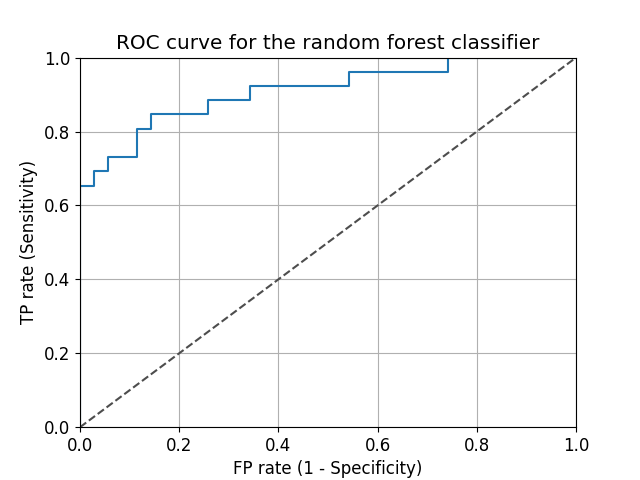 ROC curve for the random forest classifier
1.0
0.8
0.6
0.4
0.2
0.0
TP rate (Sensitivity)
0.0 0.2 0.4 0.6 0.8 1.0
FP rate (1 - Specificity)